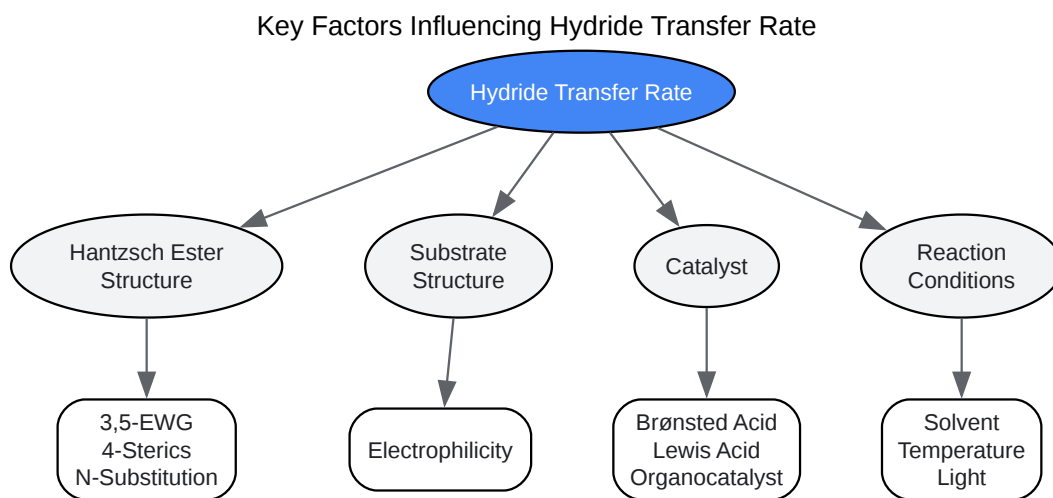 Key Factors Influencing Hydride Transfer Rate
Hydride Transfer Rate
Hantzsch Ester
Structure
Substrate
Structure
Catalyst
Reaction
Conditions
3,5-EWG
4-Sterics
N-Substitution
Electrophilicity
Brønsted Acid
Lewis Acid
Organocatalyst
Solvent
Temperature
Light